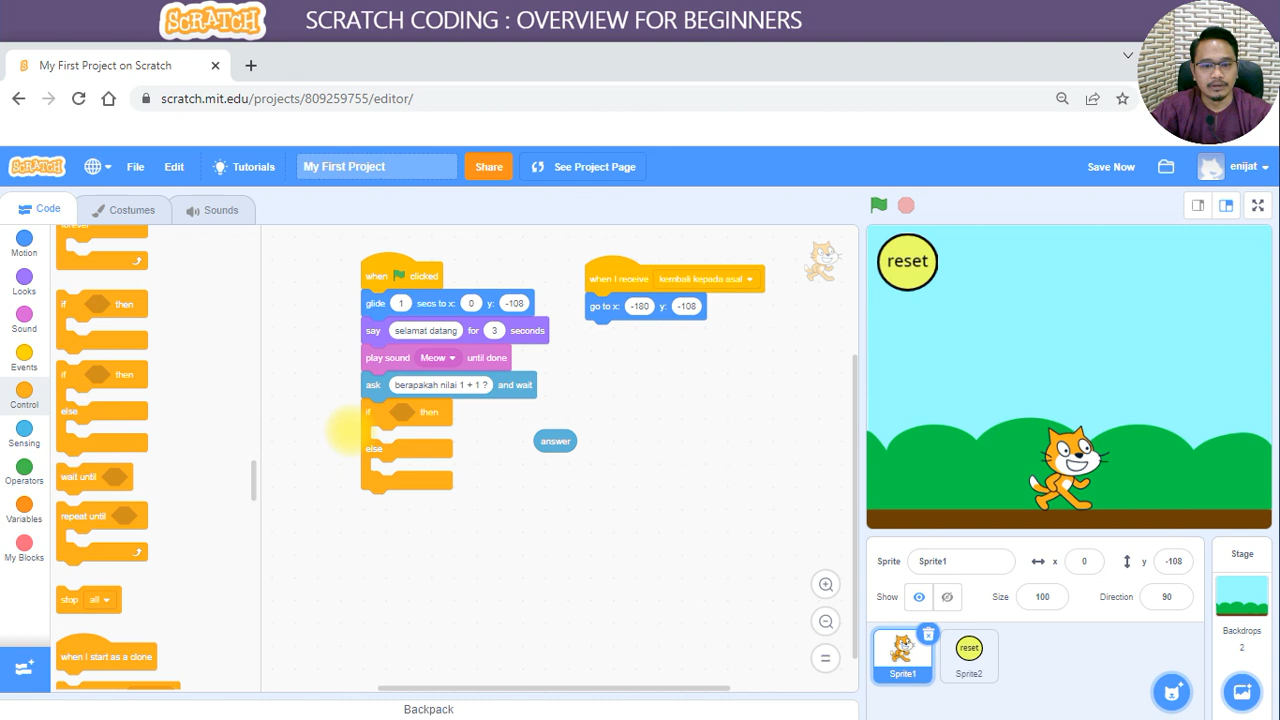 SCRATCH SCRATCH CODING : OVERVIEW FOR BEGINNERS
My First Project on Scratch
scratch.mit.edu/projects/809259755/editor/
SCRATCH File Edit Tutorials My First Project Share See Project Page Save Now enijat
Code Costumes Sounds
Motion
Looks
Sound
Events
Control
Sensing
Operators
Variables
My Blocks
forever
if then
if then
else
wait until
repeat until
stop all
when I start as a clone
when clicked
glide 1 secs to x: 0 y: -108
say selamat datang for 3 seconds
play sound Meow until done
ask berapakah nilai 1 + 1 ? and wait
if then
else
answer
when I receive kembali kepada asal
go to x: -180 y: -108
reset
Sprite Sprite1 x 0 y -108
Show Size 100 Direction 90
Sprite1
reset
Sprite2
Stage
Backdrops
2
Backpack